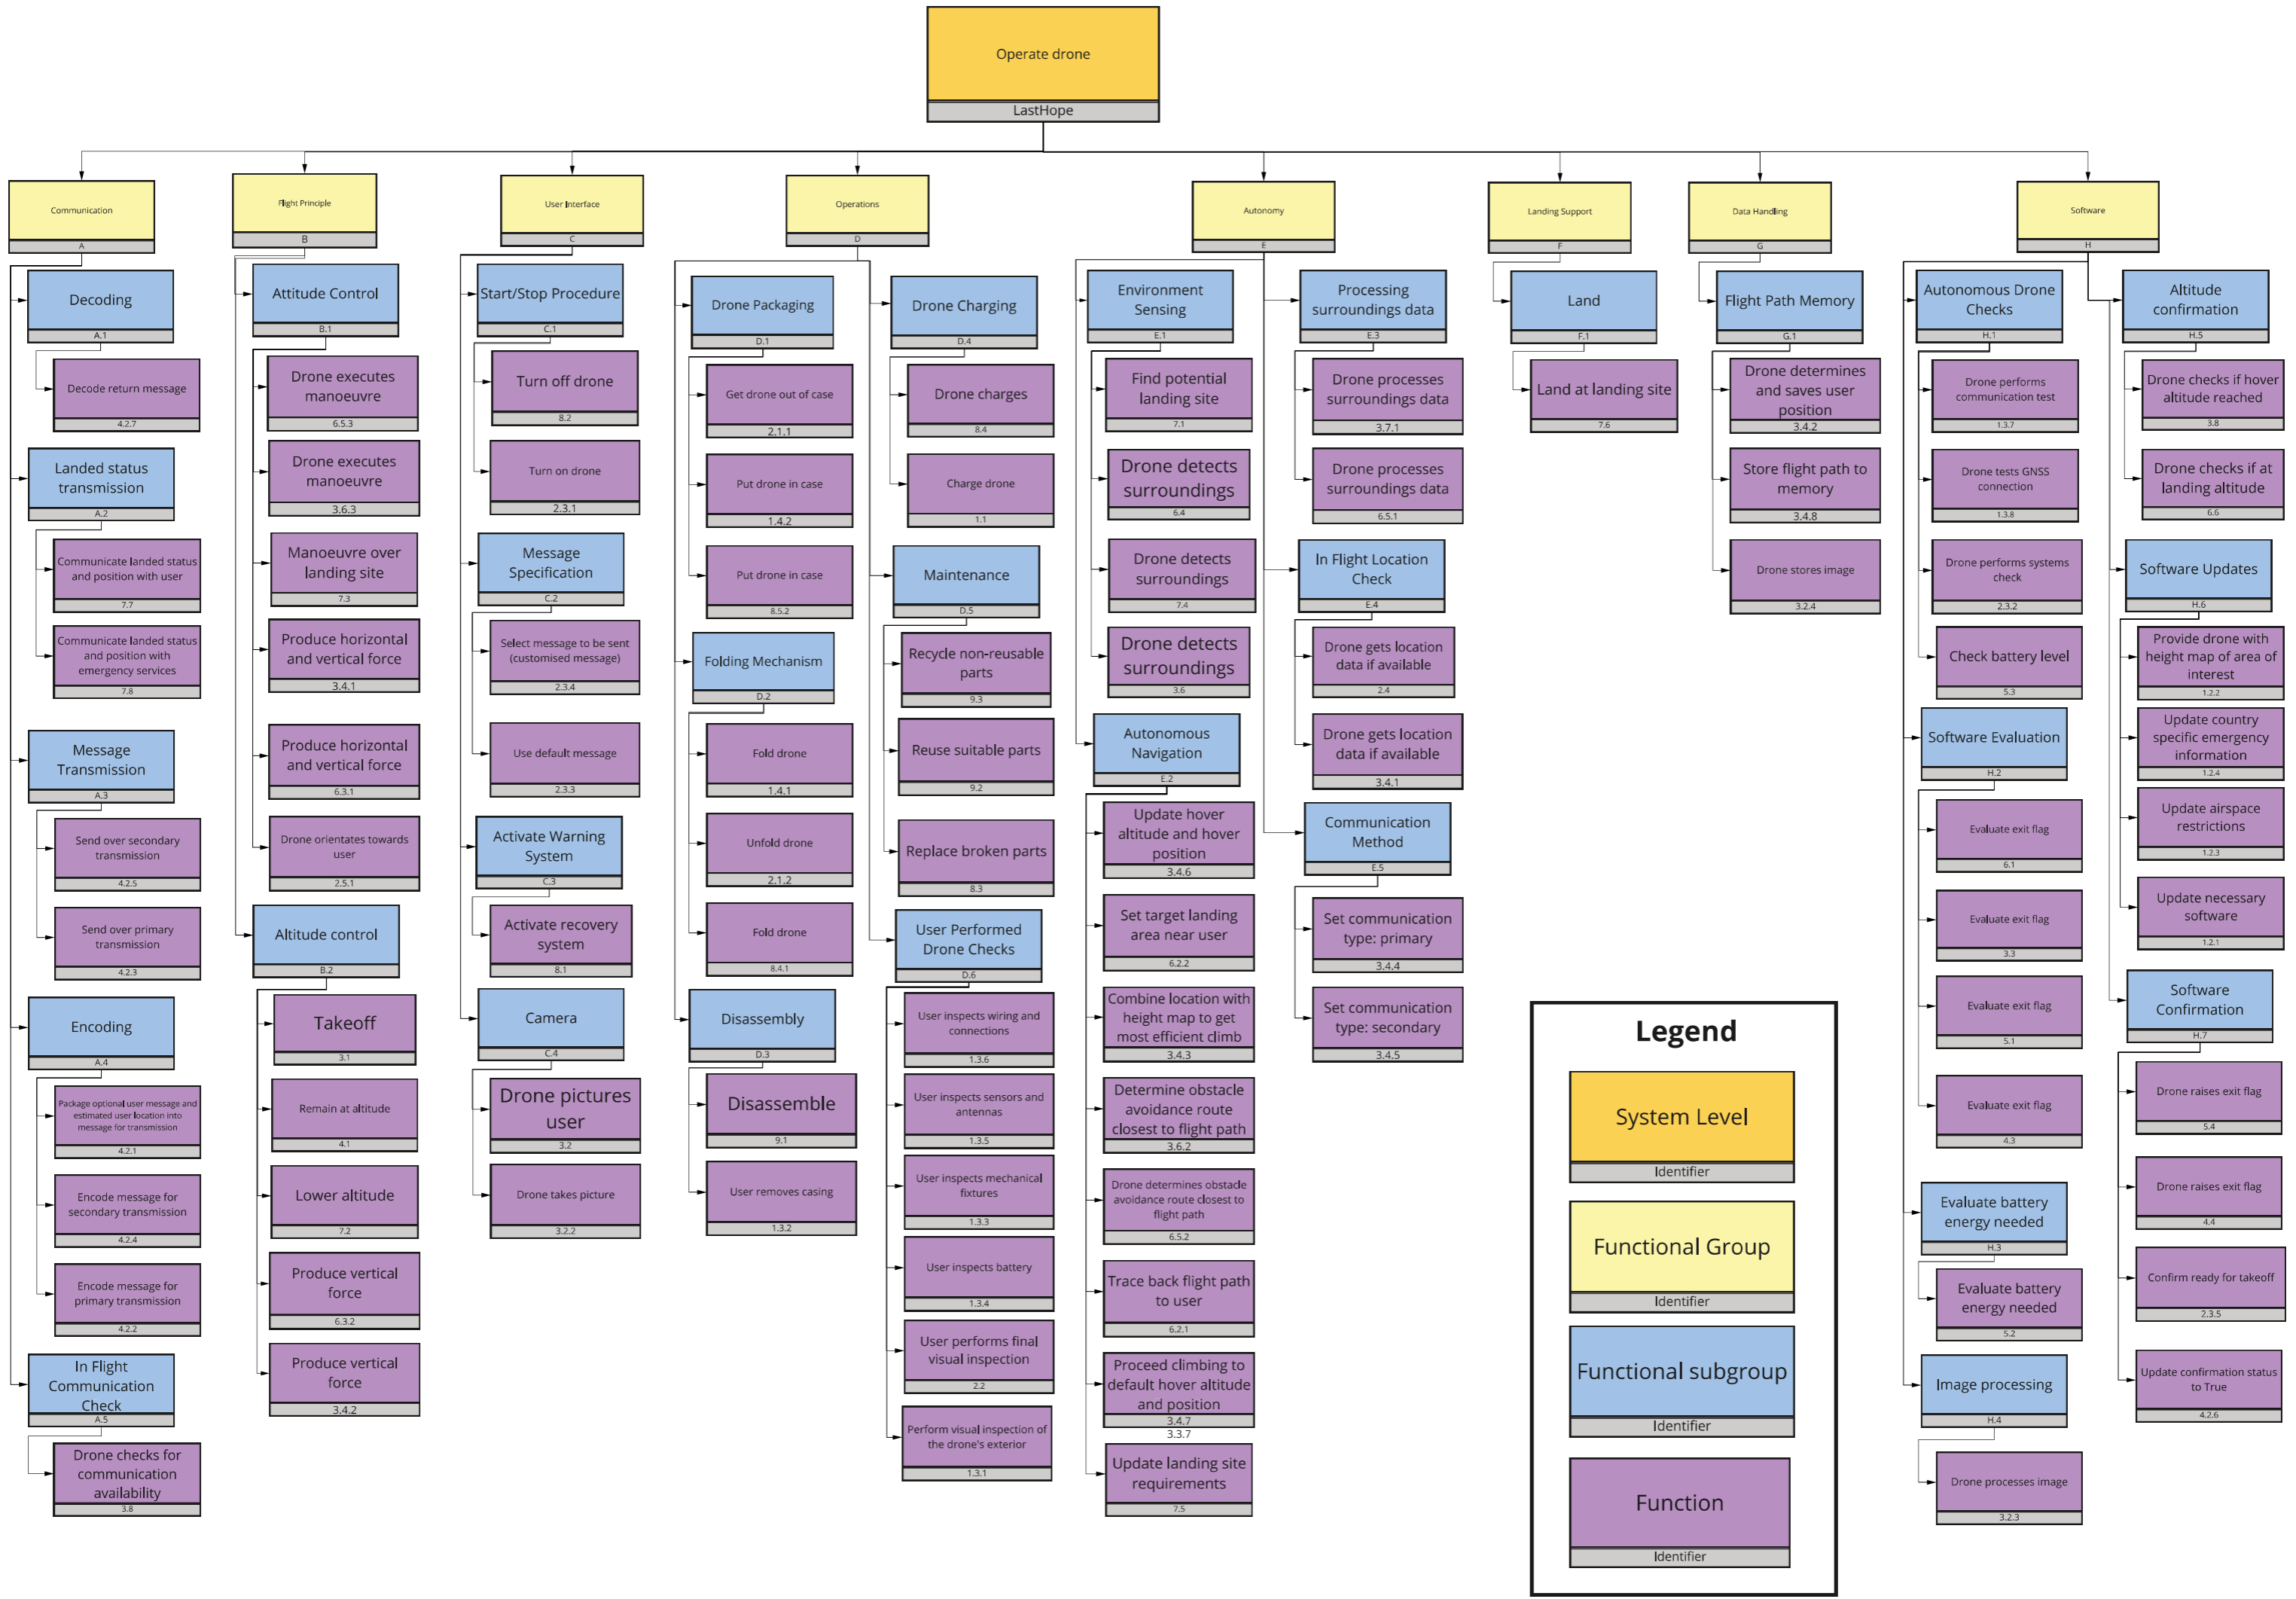 Operate drone
LastHope
Communication
A
Decoding
A.1
Decode return message
4.2.7
Landed status
transmission
A.2
Communicate landed status
and position with user
7.7
Communicate landed status
and position with
emergency services
7.8
Message
Transmission
A.3
Send over secondary
transmission
4.2.5
Send over primary
transmission
4.2.3
Encoding
A.4
Package optional user message and
estimated user location into
message for transmission
4.2.1
Encode message for
secondary transmission
4.2.4
Encode message for
primary transmission
4.2.2
In Flight
Communication
Check
A.5
Drone checks for
communication
availability
3.8
Flight Principle
B
Attitude Control
B.1
Drone executes
manoeuvre
6.5.3
Drone executes
manoeuvre
3.6.3
Manoeuvre over
landing site
7.3
Produce horizontal
and vertical force
3.4.1
Produce horizontal
and vertical force
6.3.1
Drone orientates towards
user
2.5.1
Altitude control
B.2
Takeoff
3.1
Remain at altitude
4.1
Lower altitude
7.2
Produce vertical
force
6.3.2
Produce vertical
force
3.4.2
User Interface
C
Start/Stop Procedure
C.1
Turn off drone
8.2
Turn on drone
2.3.1
Message
Specification
C.2
Select message to be sent
(customised message)
2.3.4
Use default message
2.3.3
Activate Warning
System
C.3
Activate recovery
system
8.1
Camera
C.4
Drone pictures
user
3.2
Drone takes picture
3.2.2
Operations
D
Drone Packaging
D.1
Get drone out of case
2.1.1
Put drone in case
1.4.2
Put drone in case
8.5.2
Folding Mechanism
D.2
Fold drone
1.4.1
Unfold drone
2.1.2
Fold drone
8.4.1
Disassembly
D.3
Disassemble
9.1
User removes casing
1.3.2
Drone Charging
D.4
Drone charges
8.4
Charge drone
1.1
Maintenance
D.5
Recycle non-reusable
parts
9.3
Reuse suitable parts
9.2
Replace broken parts
8.3
User Performed
Drone Checks
D.6
User inspects wiring and
connections
1.3.6
User inspects sensors and
antennas
1.3.5
User inspects mechanical
fixtures
1.3.3
User inspects battery
1.3.4
User performs final
visual inspection
2.2
Perform visual inspection of
the drone's exterior
1.3.1
Autonomy
E
Environment
Sensing
E.1
Find potential
landing site
7.1
Drone detects
surroundings
6.4
Drone detects
surroundings
7.4
Drone detects
surroundings
3.6
Autonomous
Navigation
E.2
Update hover
altitude and hover
position
3.4.6
Set target landing
area near user
6.2.2
Combine location with
height map to get
most efficient climb
3.4.3
Determine obstacle
avoidance route
closest to flight path
3.6.2
Drone determines obstacle
avoidance route closest to
flight path
6.5.2
Trace back flight path
to user
6.2.1
Proceed climbing to
default hover altitude
and position
3.4.7
3.3.7
Update landing site
requirements
7.5
Processing
surroundings data
E.3
Drone processes
surroundings data
3.7.1
Drone processes
surroundings data
6.5.1
In Flight Location
Check
E.4
Drone gets location
data if available
2.4
Drone gets location
data if available
3.4.1
Communication
Method
E.5
Set communication
type: primary
3.4.4
Set communication
type: secondary
3.4.5
Landing Support
F
Land
F.1
Land at landing site
7.6
Data Handling
G
Flight Path Memory
G.1
Drone determines
and saves user
position
3.4.2
Store flight path to
memory
3.4.8
Drone stores image
3.2.4
Software
H
Autonomous Drone
Checks
H.1
Drone performs
communication test
1.3.7
Drone tests GNSS
connection
1.3.8
Drone performs systems
check
2.3.2
Check battery level
5.3
Software Evaluation
H.2
Evaluate exit flag
6.1
Evaluate exit flag
3.3
Evaluate exit flag
5.1
Evaluate exit flag
4.3
Evaluate battery
energy needed
H.3
Evaluate battery
energy needed
5.2
Image processing
H.4
Drone processes image
3.2.3
Altitude
confirmation
H.5
Drone checks if hover
altitude reached
3.8
Drone checks if at
landing altitude
6.6
Software Updates
H.6
Provide drone with
height map of area of
interest
1.2.2
Update country
specific emergency
information
1.2.4
Update airspace
restrictions
1.2.3
Update necessary
software
1.2.1
Software
Confirmation
H.7
Drone raises exit flag
5.4
Drone raises exit flag
4.4
Confirm ready for takeoff
2.3.5
Update confirmation status
to True
4.2.6
Legend
System Level
Identifier
Functional Group
Identifier
Functional subgroup
Identifier
Function
Identifier